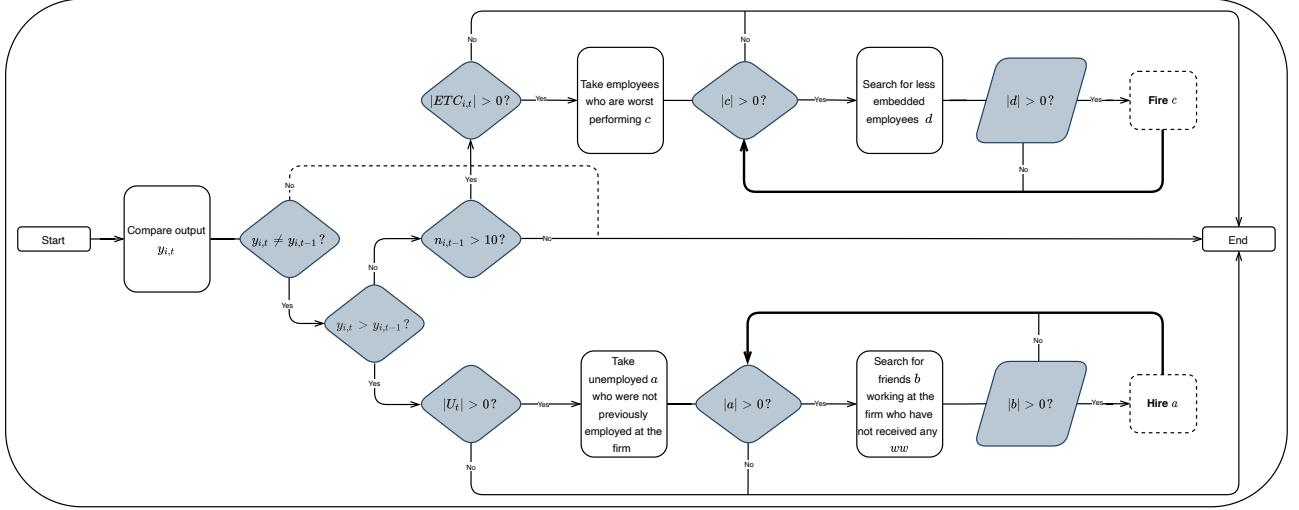 No
No
|ETC_{i,t}| > 0?
Yes
Take employees
who are worst
performing c
|c| > 0?
Yes
Search for less
embedded
employees d
|d| > 0?
Yes
Fire c
No
No
Yes
Start
Compare output
y_{i,t}
y_{i,t} ≠ y_{i,t−1}?
n_{i,t−1} > 10?
No
End
No
Yes
y_{i,t} > y_{i,t−1}?
Yes
No
|U_t| > 0?
Yes
Take
unemployed a
who were not
previously
employed at the
firm
|a| > 0?
Yes
Search for
friends b
working at the
firm who have
not received any
ww
|b| > 0?
Yes
Hire a
No
No